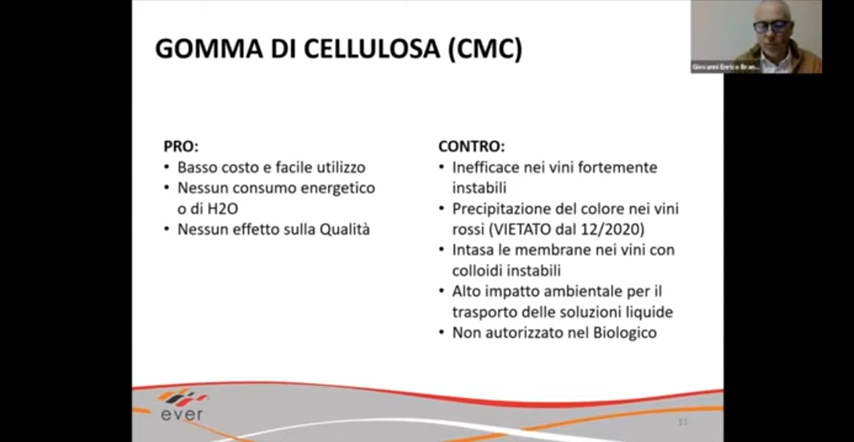 GOMMA DI CELLULOSA (CMC)
Giovanni Enrico Bran...
PRO:
• Basso costo e facile utilizzo
• Nessun consumo energetico
o di H2O
• Nessun effetto sulla Qualità
CONTRO:
• Inefficace nei vini fortemente
instabili
• Precipitazione del colore nei vini
rossi (VIETATO dal 12/2020)
• Intasa le membrane nei vini con
colloidi instabili
• Alto impatto ambientale per il
trasporto delle soluzioni liquide
• Non autorizzato nel Biologico
ever
11